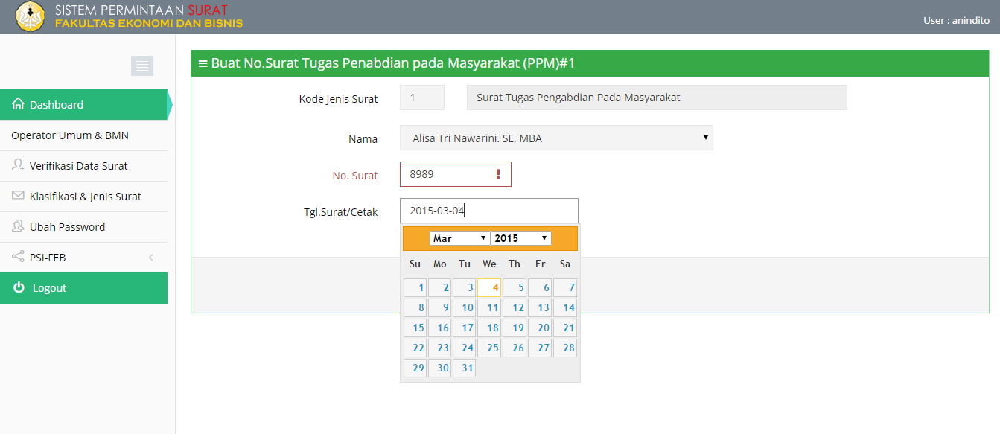 SISTEM PERMINTAAN SURAT
FAKULTAS EKONOMI DAN BISNIS
User : anindito
Dashboard
Operator Umum & BMN
Verifikasi Data Surat
Klasifikasi & Jenis Surat
Ubah Password
PSI-FEB
Logout
Buat No.Surat Tugas Penabdian pada Masyarakat (PPM)#1
Kode Jenis Surat 1 Surat Tugas Pengabdian Pada Masyarakat
Nama Alisa Tri Nawarini. SE, MBA
No. Surat 8989 !
Tgl.Surat/Cetak 2015-03-04
Mar 2015
Su Mo Tu We Th Fr Sa
1 2 3 4 5 6 7
8 9 10 11 12 13 14
15 16 17 18 19 20 21
22 23 24 25 26 27 28
29 30 31